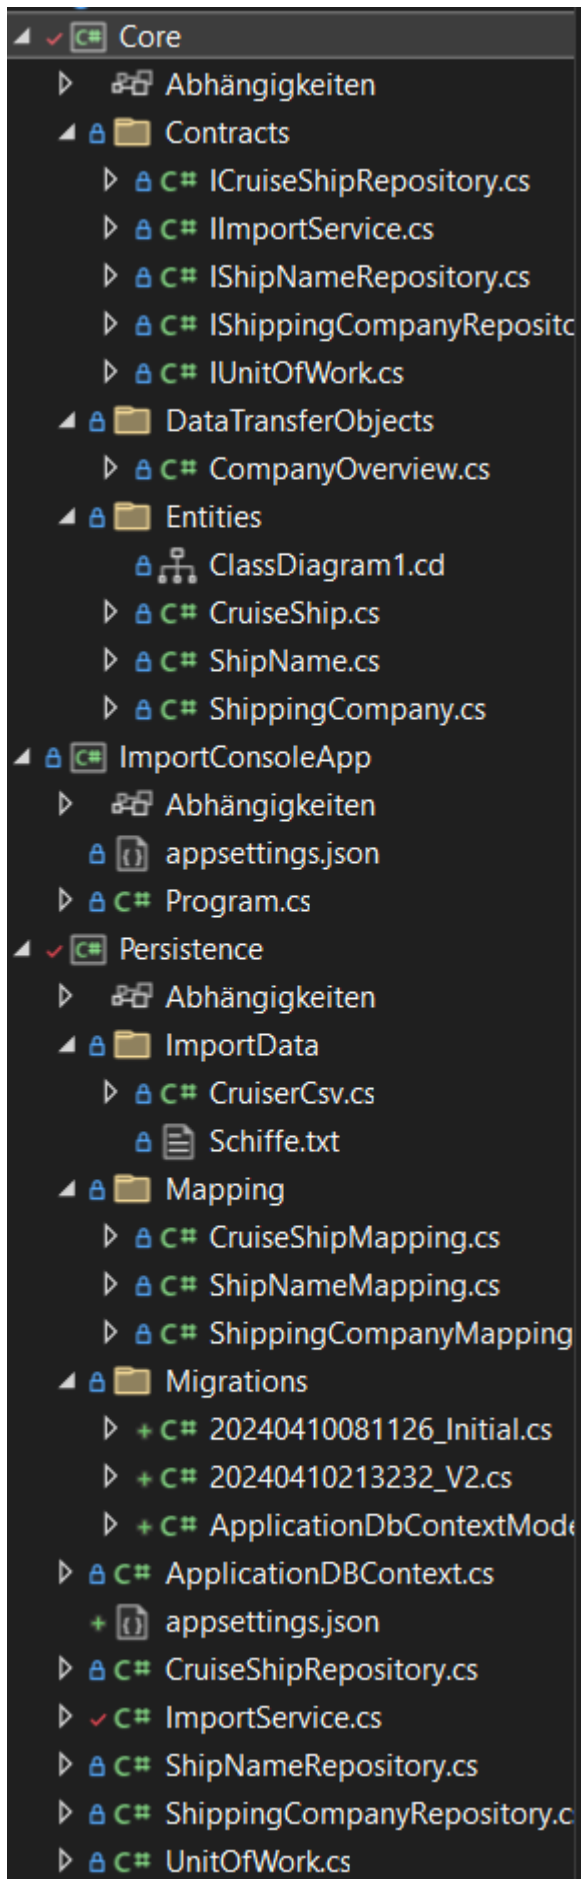 C# Core
Abhängigkeiten
Contracts
C# ICruiseShipRepository.cs
C# IImportService.cs
C# IShipNameRepository.cs
C# IShippingCompanyReposito
C# IUnitOfWork.cs
DataTransferObjects
C# CompanyOverview.cs
Entities
ClassDiagram1.cd
C# CruiseShip.cs
C# ShipName.cs
C# ShippingCompany.cs
C# ImportConsoleApp
Abhängigkeiten
appsettings.json
C# Program.cs
C# Persistence
Abhängigkeiten
ImportData
C# CruiserCsv.cs
Schiffe.txt
Mapping
C# CruiseShipMapping.cs
C# ShipNameMapping.cs
C# ShippingCompanyMapping
Migrations
C# 20240410081126_Initial.cs
C# 20240410213232_V2.cs
C# ApplicationDbContextMode
C# ApplicationDBContext.cs
appsettings.json
C# CruiseShipRepository.cs
C# ImportService.cs
C# ShipNameRepository.cs
C# ShippingCompanyRepository.c
C# UnitOfWork.cs